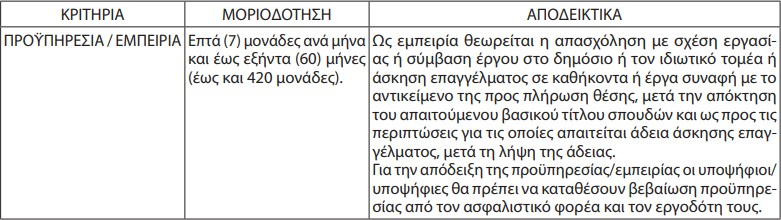 ΚΡΙΤΗΡΙΑ ΜΟΡΙΟΔΟΤΗΣΗ ΑΠΟΔΕΙΚΤΙΚΑ
ΠΡΟΫΠΗΡΕΣΙΑ / ΕΜΠΕΙΡΙΑ
Επτά (7) μονάδες ανά μήνα
και έως εξήντα (60) μήνες
(έως και 420 μονάδες).
Ως εμπειρία θεωρείται η απασχόληση με σχέση εργασί-
ας ή σύμβαση έργου στο δημόσιο ή τον ιδιωτικό τομέα ή
άσκηση επαγγέλματος σε καθήκοντα ή έργα συναφή με το
αντικείμενο της προς πλήρωση θέσης, μετά την απόκτηση
του απαιτούμενου βασικού τίτλου σπουδών και ως προς τις
περιπτώσεις για τις οποίες απαιτείται άδεια άσκησης επαγ-
γέλματος, μετά τη λήψη της άδειας.
Για την απόδειξη της προϋπηρεσίας/εμπειρίας οι υποψήφιοι/
υποψήφιες θα πρέπει να καταθέσουν βεβαίωση προϋπηρε-
σίας από τον ασφαλιστικό φορέα και τον εργοδότη τους.